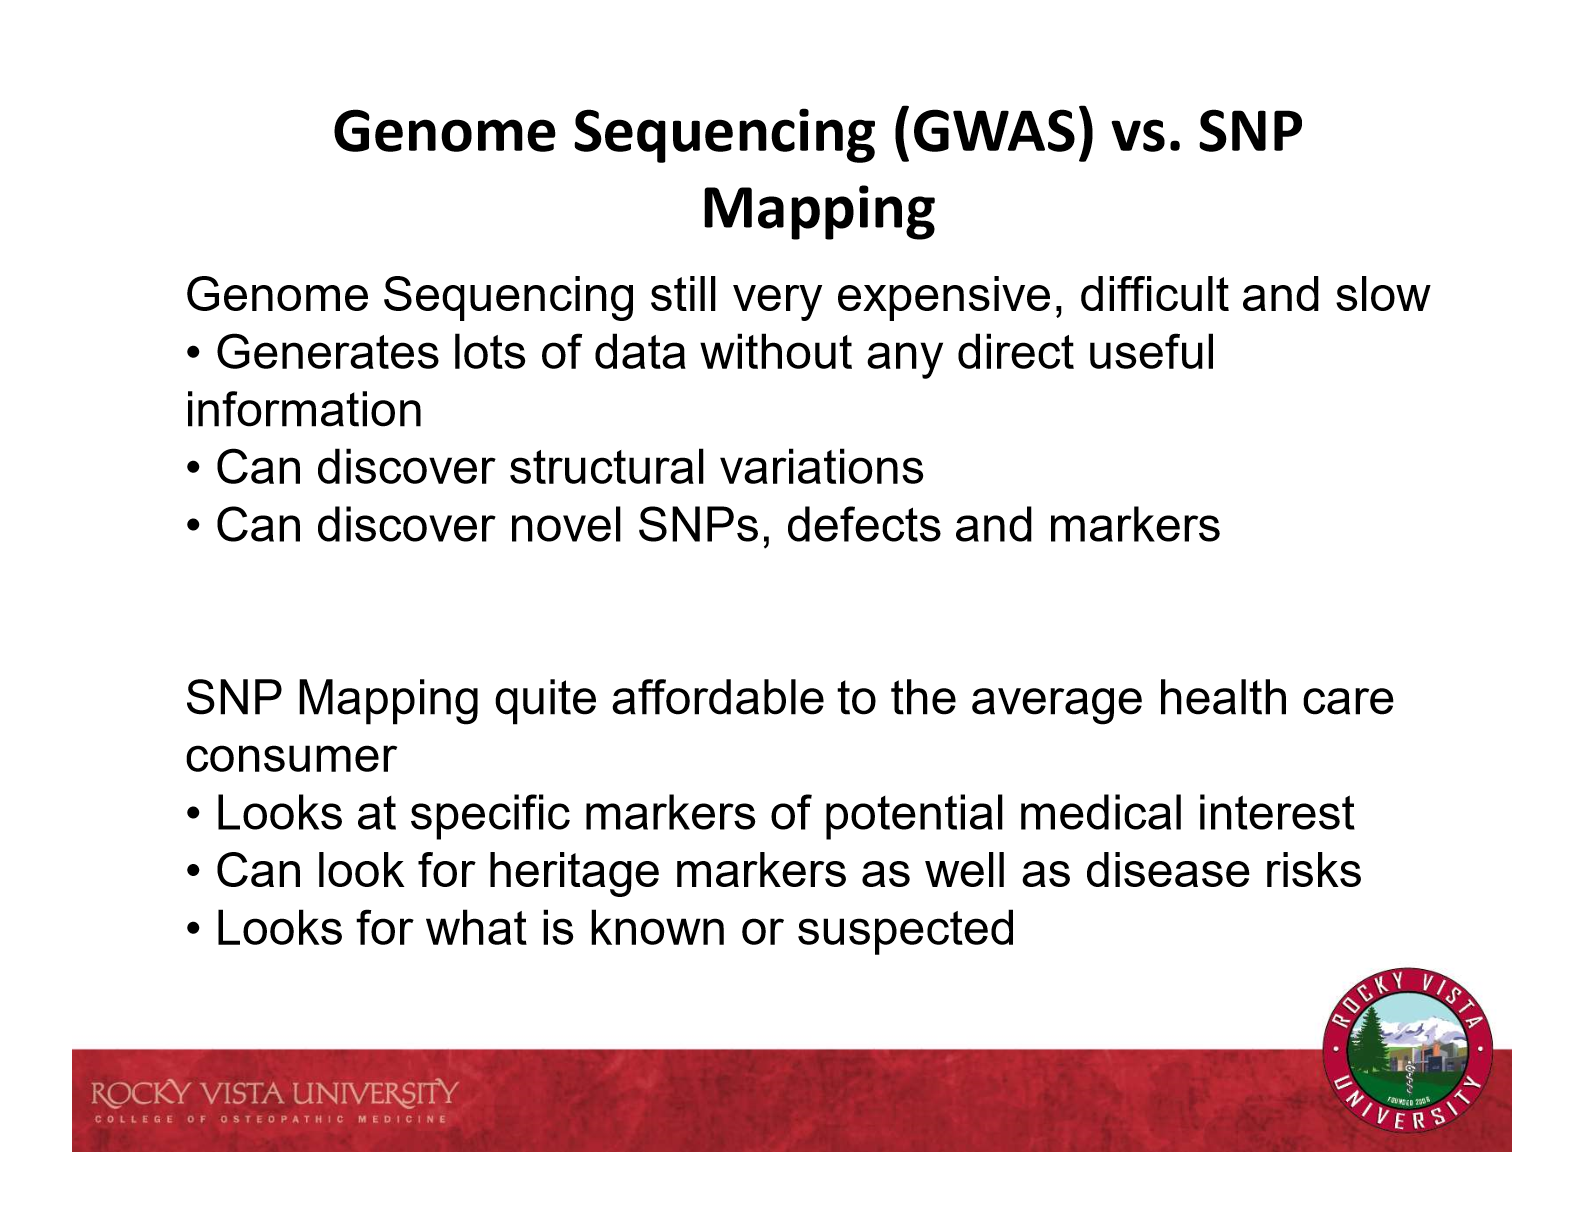 Genome Sequencing (GWAS) vs. SNP
Mapping
Genome Sequencing still very expensive, difficult and slow
• Generates lots of data without any direct useful
information
• Can discover structural variations
• Can discover novel SNPs, defects and markers
SNP Mapping quite affordable to the average health care
consumer
• Looks at specific markers of potential medical interest
• Can look for heritage markers as well as disease risks
• Looks for what is known or suspected
ROCKY VISTA UNIVERSITY
COLLEGE OF OSTEOPATHIC MEDICINE
ROCKY VISTA
UNIVERSITY
FOUNDED 2006